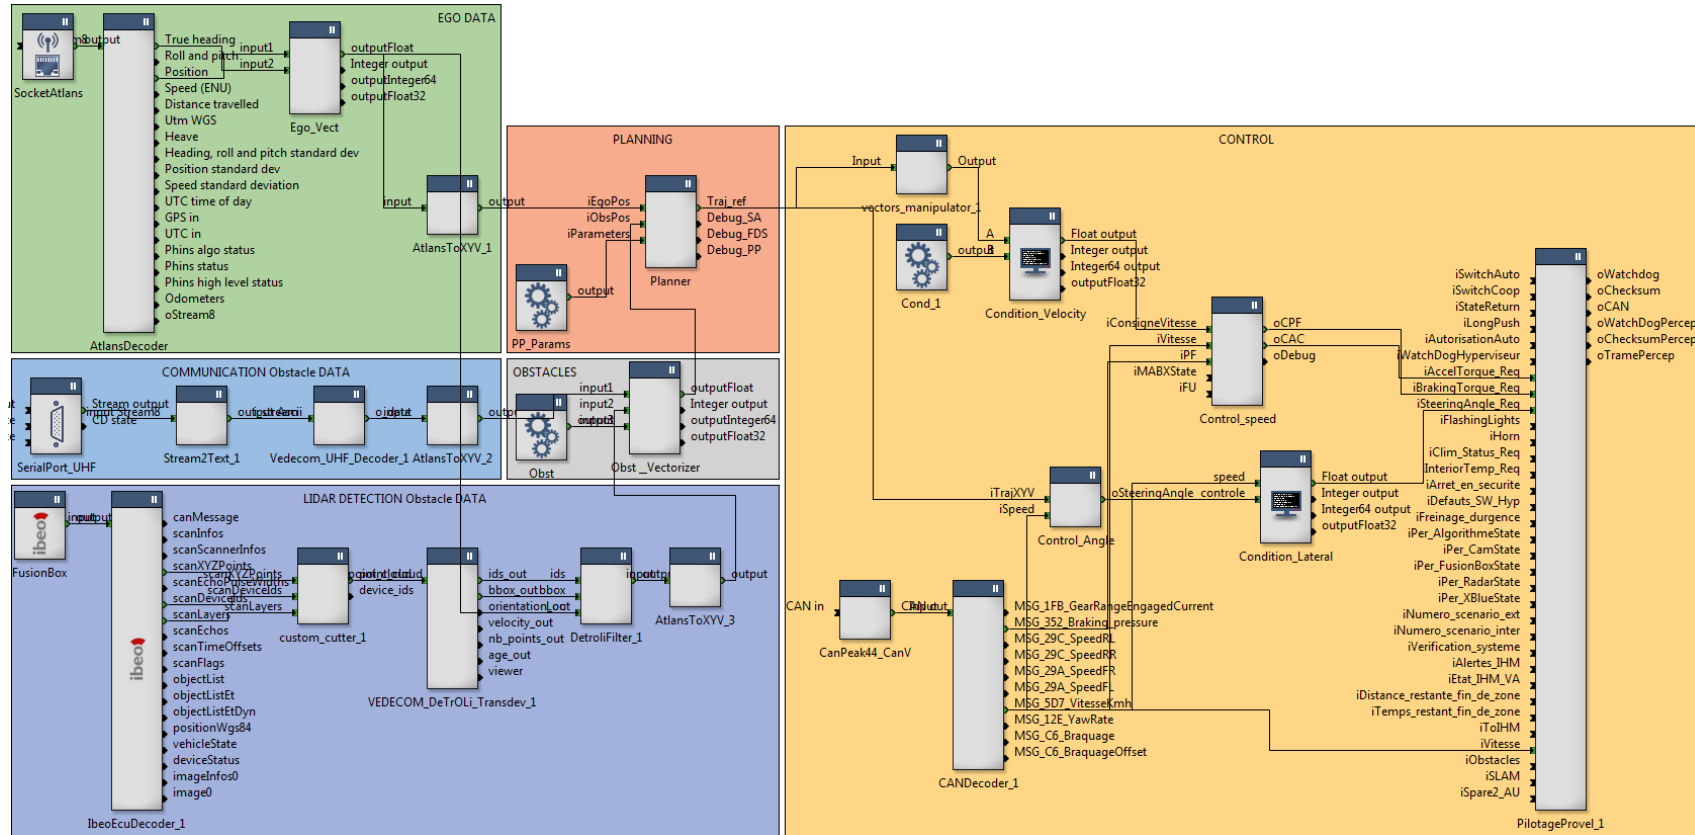 EGO DATA
SocketAtlans
output
True heading
Roll and pitch
Position
Speed (ENU)
Distance travelled
Utm WGS
Heave
Heading, roll and pitch standard dev
Position standard dev
Speed standard deviation
UTC time of day
GPS in
UTC in
Phins algo status
Phins status
Phins high level status
Odometers
oStream8
AtlansDecoder
input1
input2
outputFloat
Integer output
outputInteger64
outputFloat32
Ego_Vect
input
output
AtlansToXYV_1
PLANNING
iEgoPos
iObsPos
iParameters
Traj_ref
Debug_SA
Debug_FDS
Debug_PP
Planner
output
PP_Params
COMMUNICATION Obstacle DATA
Stream output
CD state
SerialPort_UHF
Stream2Text_1
Vedecom_UHF_Decoder_1
AtlansToXYV_2
OBSTACLES
input1
input2
input3
Obst
outputFloat
Integer output
outputInteger64
outputFloat32
Obst _Vectorizer
LIDAR DETECTION Obstacle DATA
ibeo
FusionBox
ibeo
canMessage
scanInfos
scanScannerInfos
scanXYZPoints
scanEchoPulseWidths
scanDeviceIds
scanLayers
scanEchos
scanTimeOffsets
scanFlags
objectList
objectListEt
objectListEtDyn
positionWgs84
vehicleState
deviceStatus
imageInfos0
image0
IbeoEcuDecoder_1
scanXYZPoints
scanDeviceIds
scanLayers
device_ids
custom_cutter_1
point_cloud
ids_out
bbox_out
orientation_out
velocity_out
nb_points_out
age_out
viewer
VEDECOM_DeTrOLi_Transdev_1
ids
bbox
DetroliFilter_1
input
output
AtlansToXYV_3
CONTROL
Input
Output
vectors_manipulator_1
output
Cond_1
A
B
Float output
Integer output
Integer64 output
outputFloat32
Condition_Velocity
iConsigneVitesse
iVitesse
iPF
iMABXState
iFU
oCPF
oCAC
oDebug
Control_speed
iTrajXYV
iSpeed
oSteeringAngle
Control_Angle
speed
controle
Float output
Integer output
Integer64 output
outputFloat32
Condition_Lateral
CAN in
CanPeak44_CanV
MSG_1FB_GearRangeEngagedCurrent
MSG_352_Braking_pressure
MSG_29C_SpeedRL
MSG_29C_SpeedRR
MSG_29A_SpeedFR
MSG_29A_SpeedFL
MSG_5D7_VitesseKmh
MSG_12E_YawRate
MSG_C6_Braquage
MSG_C6_BraquageOffset
CANDecoder_1
iSwitchAuto
iSwitchCoop
iStateReturn
iLongPush
iAutorisationAuto
iWatchDogHyperviseur
iAccelTorque_Req
iBrakingTorque_Req
iSteeringAngle_Req
iFlashingLights
iHorn
iClim_Status_Req
InteriorTemp_Req
iArret_en_securite
iDefauts_SW_Hyp
iFreinage_durgence
iPer_AlgorithmeState
iPer_CamState
iPer_FusionBoxState
iPer_RadarState
iPer_XBlueState
iNumero_scenario_ext
iNumero_scenario_inter
iVerification_systeme
iAlertes_IHM
iEtat_IHM_VA
iDistance_restante_fin_de_zone
iTemps_restant_fin_de_zone
iToIHM
iVitesse
iObstacles
iSLAM
iSpare2_AU
oWatchdog
oChecksum
oCAN
oWatchDogPercep
oChecksumPercep
oTramePercep
PilotageProvel_1